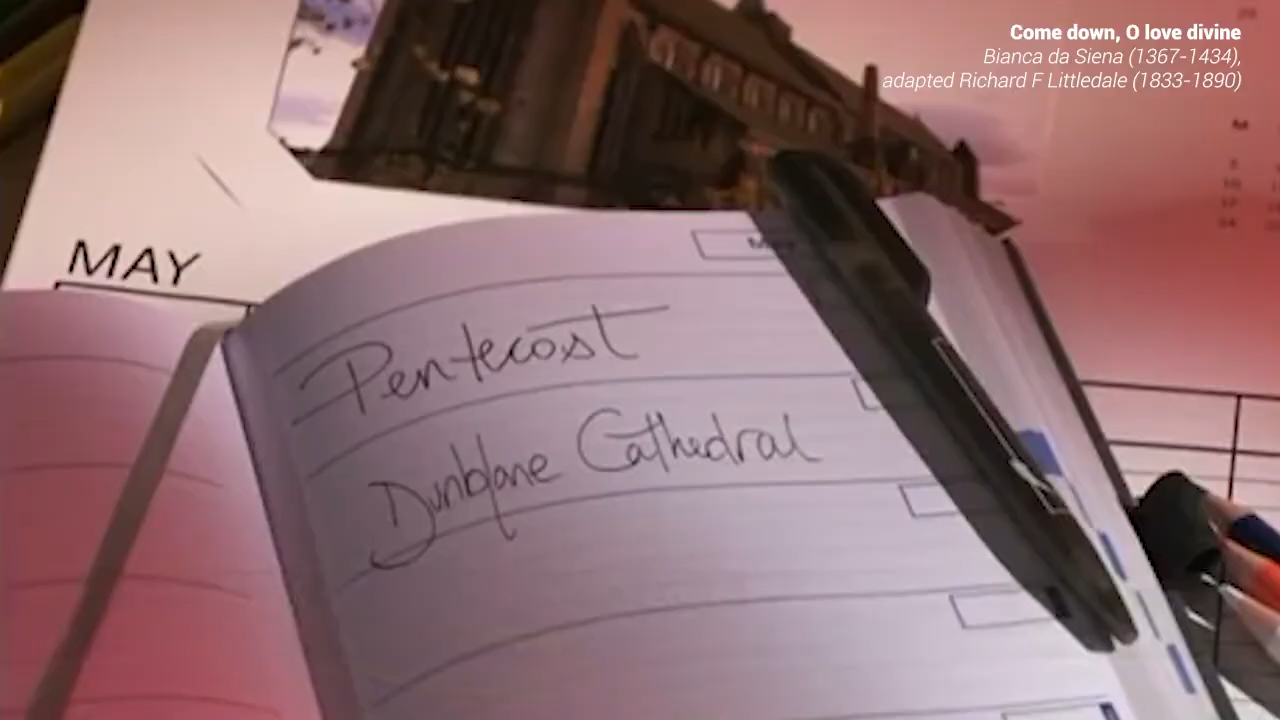 Come down, O love divine
Bianca da Siena (1367-1434),
adapted Richard F Littledale (1833-1890)
MAY
Pentecost
Dunblane Cathedral